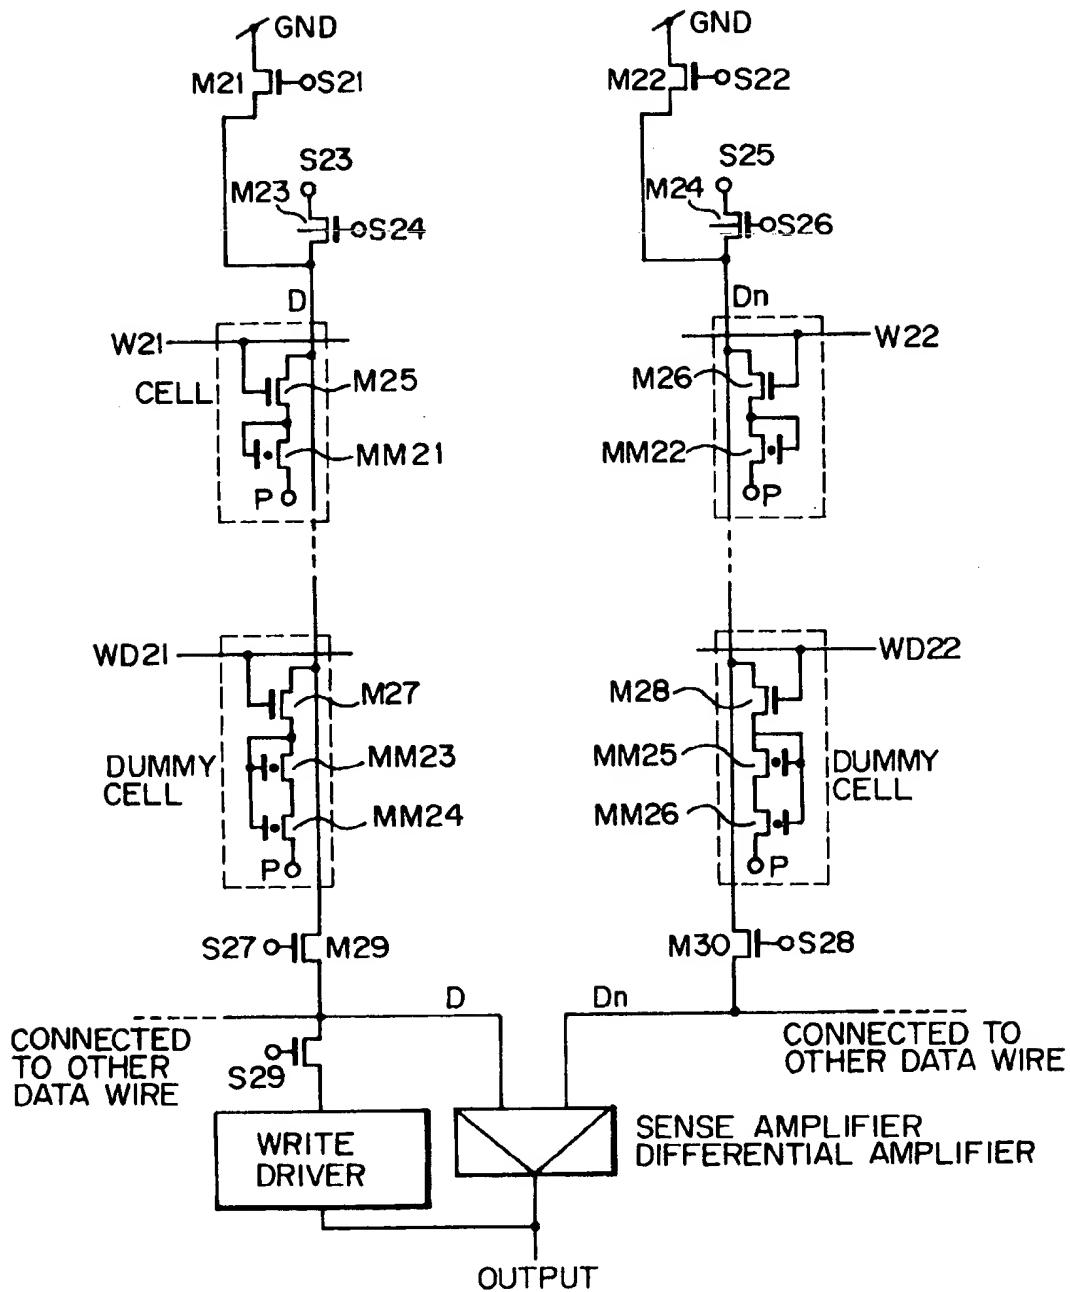 GND
GND
M21
S21
M22
S22
S23
S25
M23
S24
M24
S26
D
Dn
W21
W22
CELL
M25
M26
MM21
MM22
P
P
WD21
WD22
M27
M28
DUMMY
CELL
MM23
MM25
DUMMY
CELL
MM24
MM26
P
P
S27
M29
M30
S28
D
Dn
CONNECTED
TO OTHER
DATA WIRE
CONNECTED TO
OTHER DATA WIRE
S29
WRITE
DRIVER
SENSE AMPLIFIER
DIFFERENTIAL AMPLIFIER
OUTPUT